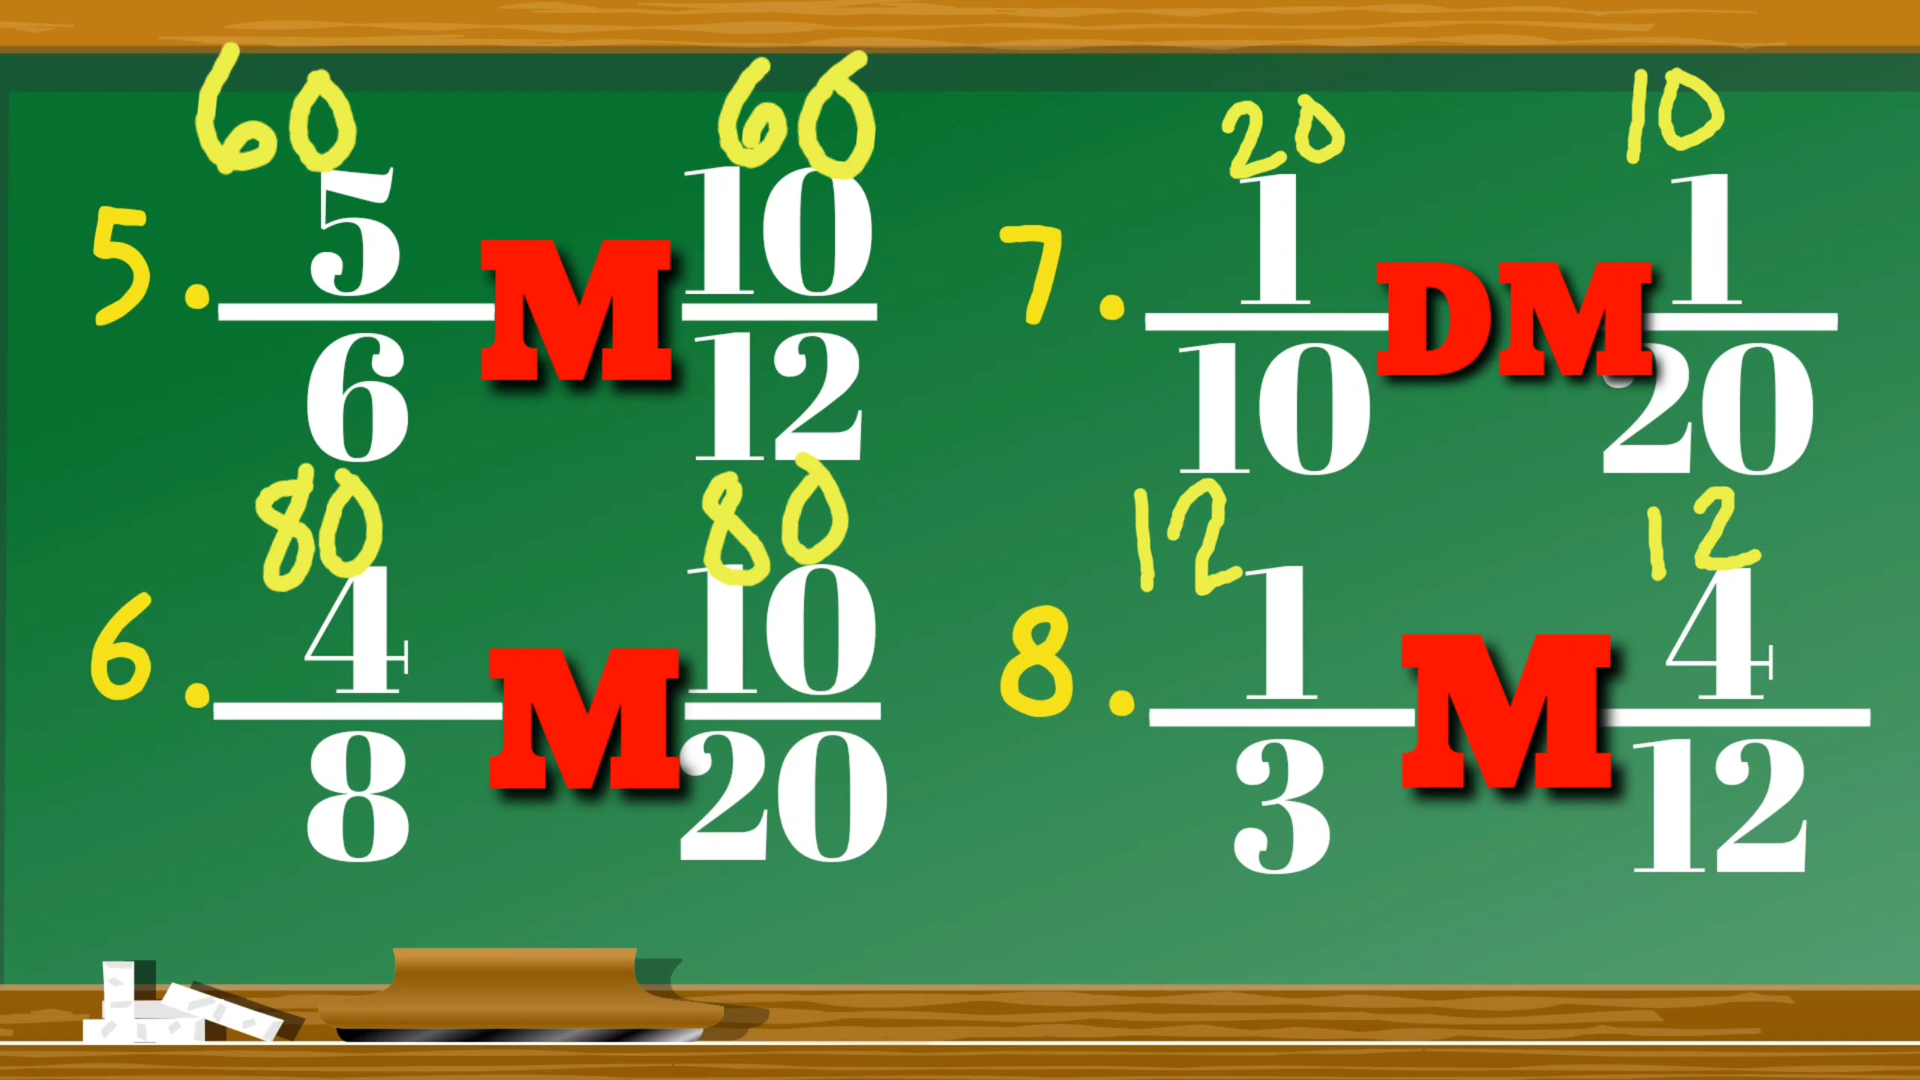 60 60
5. 5/6 M 10/12
80 80
6. 4/8 M 10/20
20 10
7. 1/10 DM 1/20
12 12
8. 1/3 M 4/12